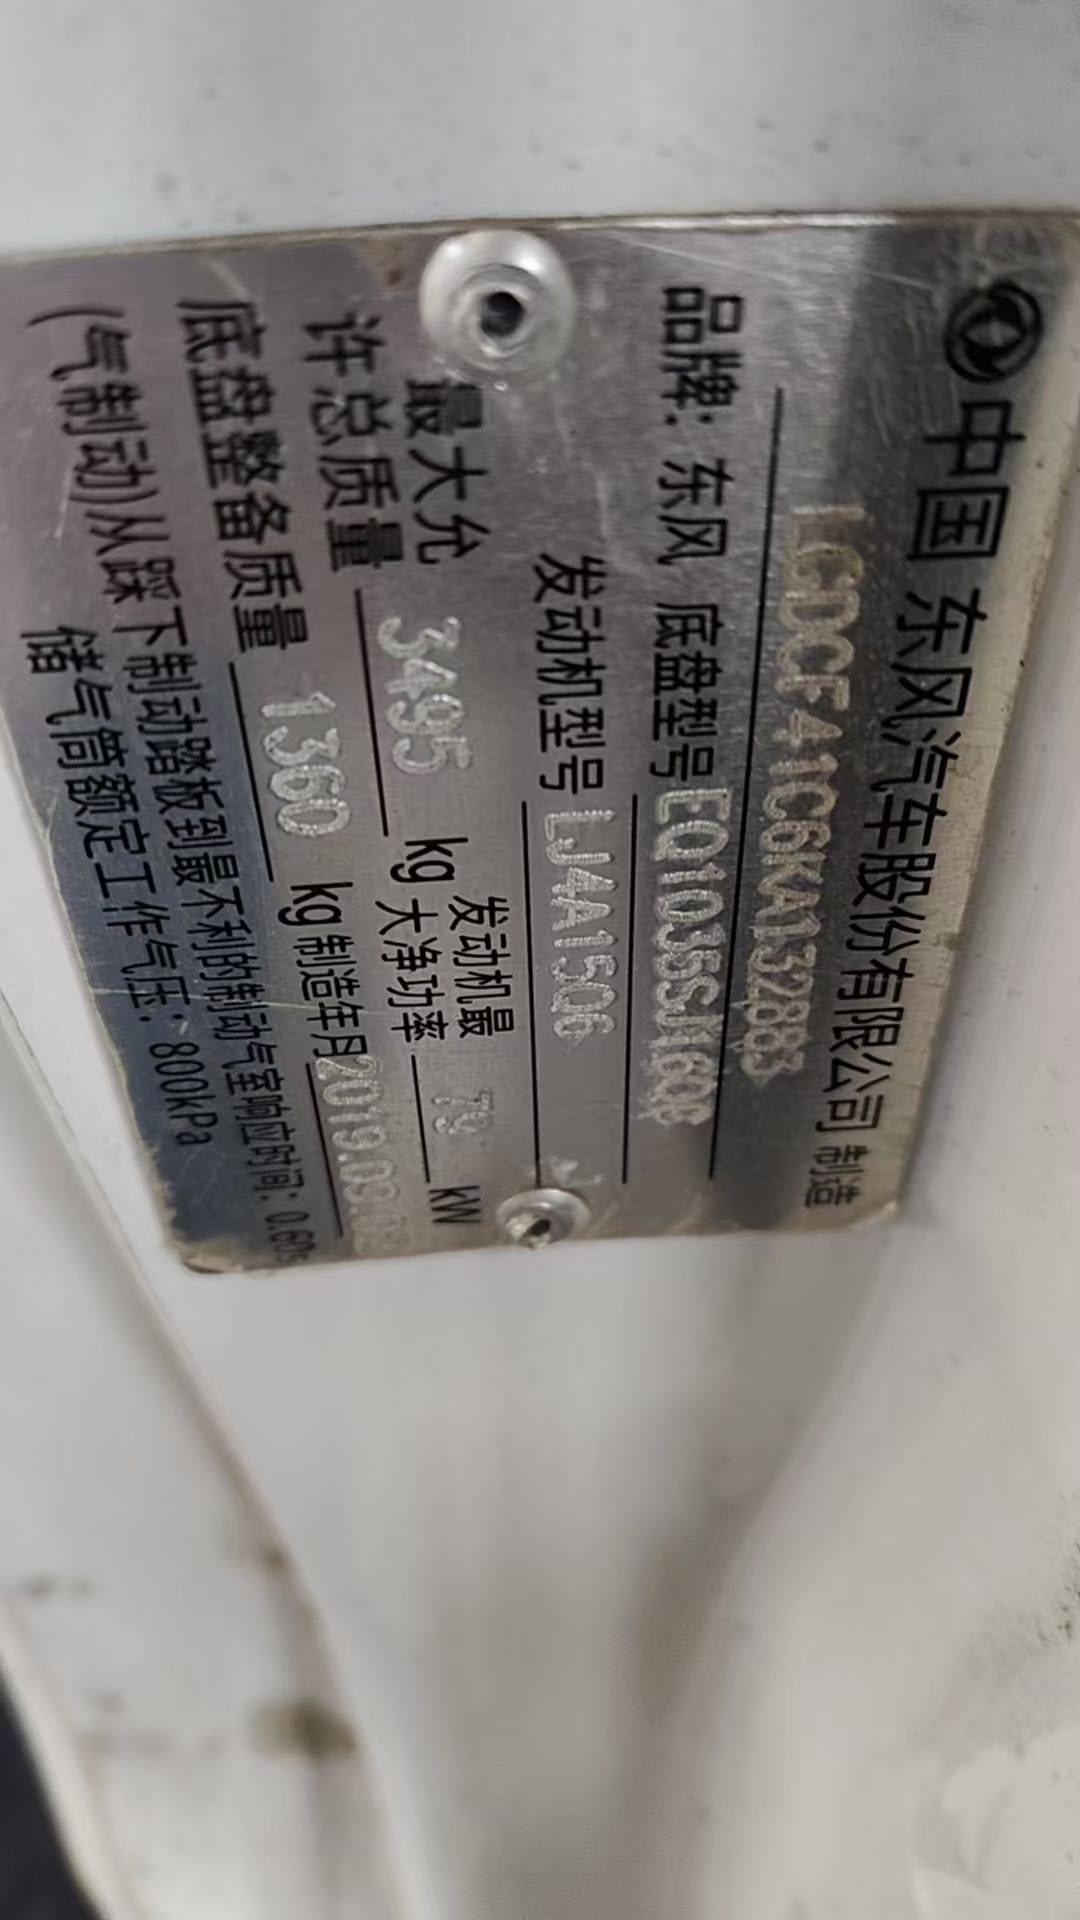 中国 东风汽车股份有限公司 制造
LGDCF41C6KA132883
品牌: 东风 底盘型号 EQ1035SJ16QB
发动机型号 LJ4A15Q6
最大允许总质量 3495 kg 发动机最大净功率 79 kW
底盘整备质量 1360 kg 制造年月
(气制动)从踩下制动踏板到最不利的制动气室响应时间: 0.60s
储气筒额定工作气压: 800kPa